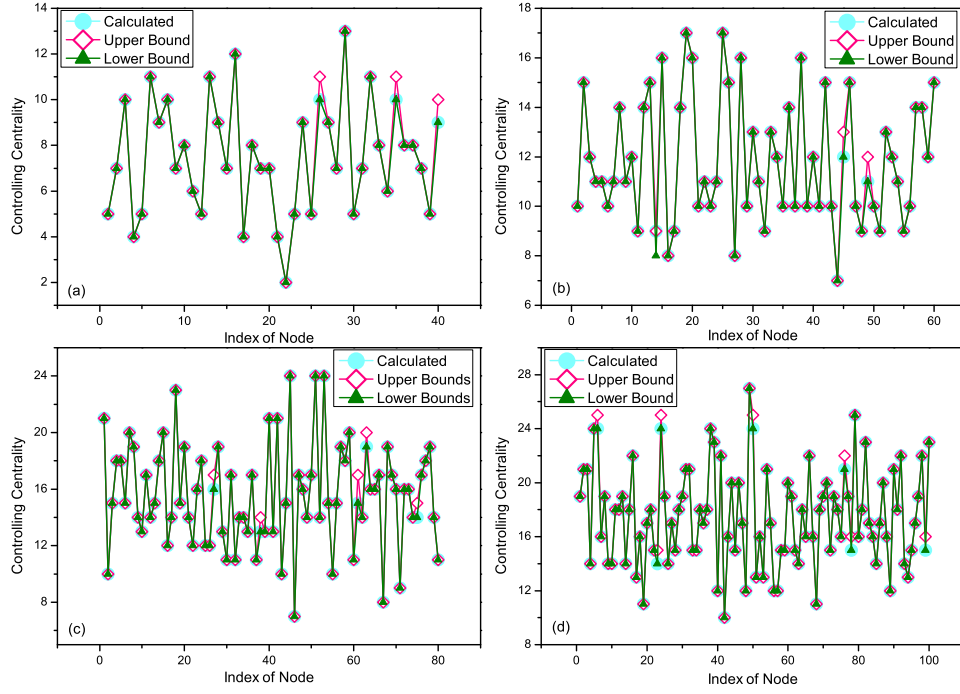 14
12
10
8
6
4
2
Controlling Centrality
Calculated
Upper Bound
Lower Bound
(a)
0 10 20 30 40
Index of Node
18
16
14
12
10
8
6
Controlling Centrality
Calculated
Upper Bound
Lower Bound
(b)
0 10 20 30 40 50 60
Index of Node
24
20
16
12
8
Controlling Centrality
Calculated
Upper Bounds
Lower Bounds
(c)
0 20 40 60 80
Index of Node
28
24
20
16
12
8
Controlling Centrality
Calculated
Upper Bound
Lower Bound
(d)
0 20 40 60 80 100
Index of Node